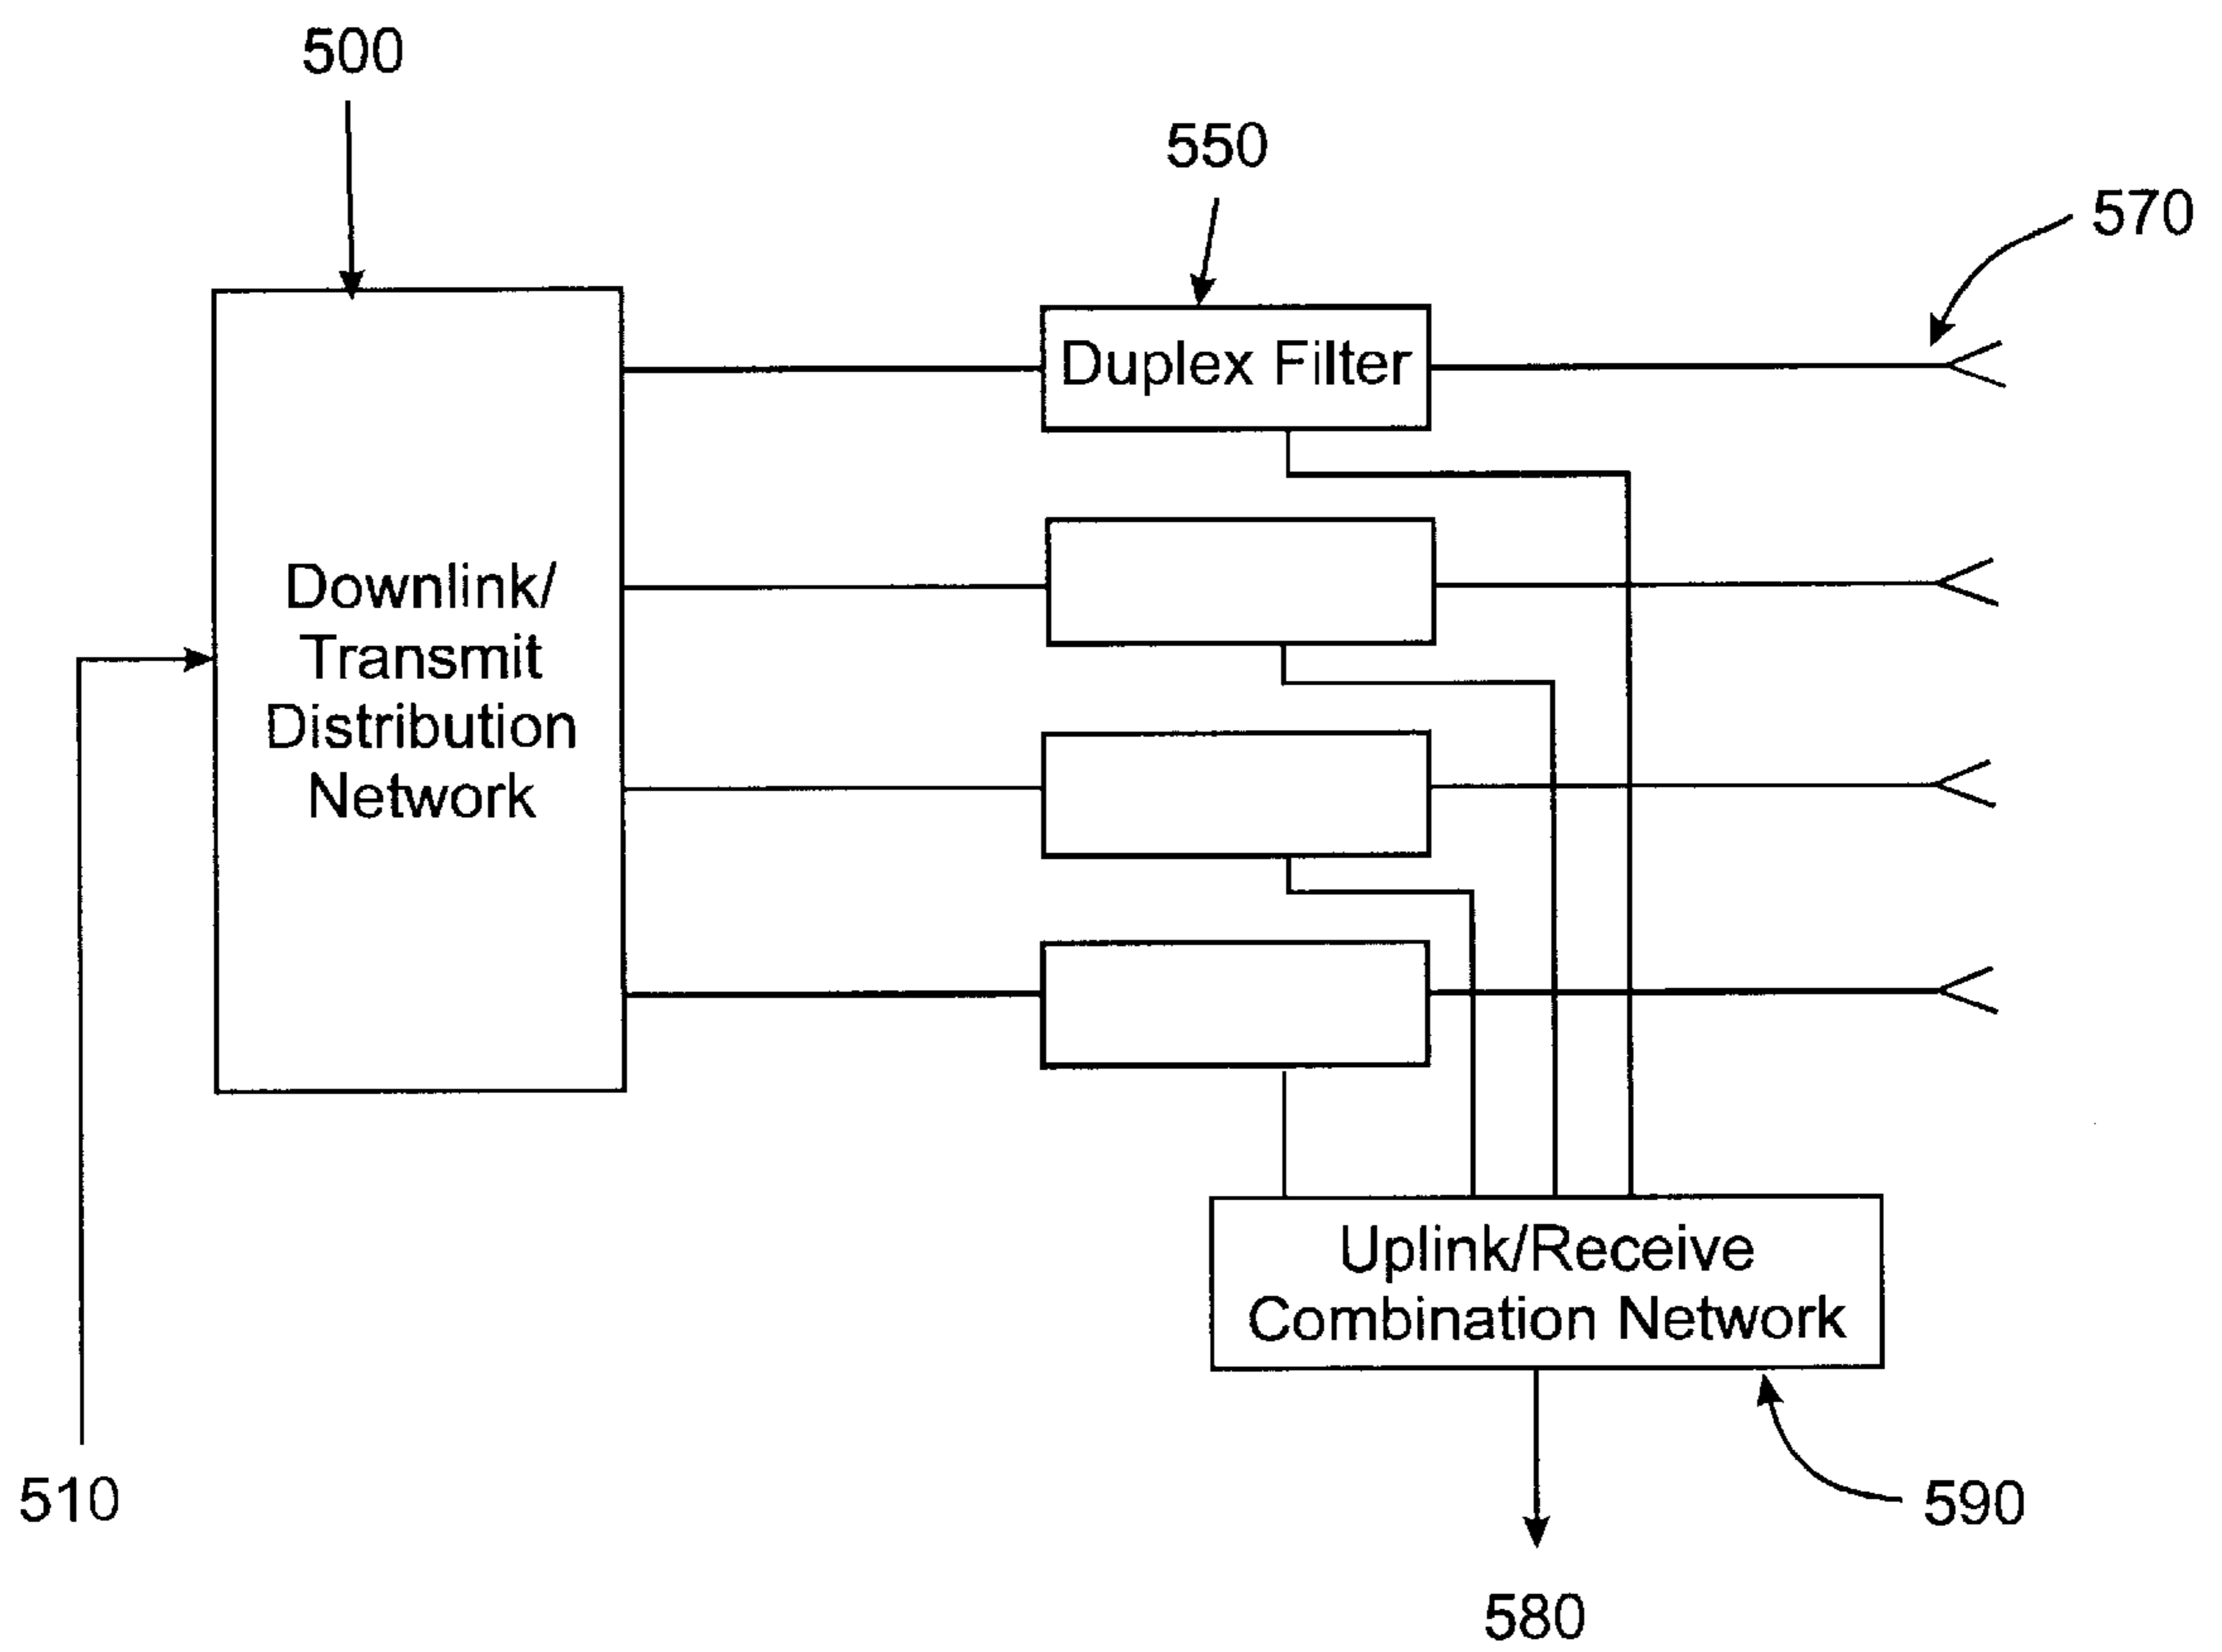 500
550
570
Duplex Filter
Downlink/
Transmit
Distribution
Network
Uplink/Receive
Combination Network
510
590
580